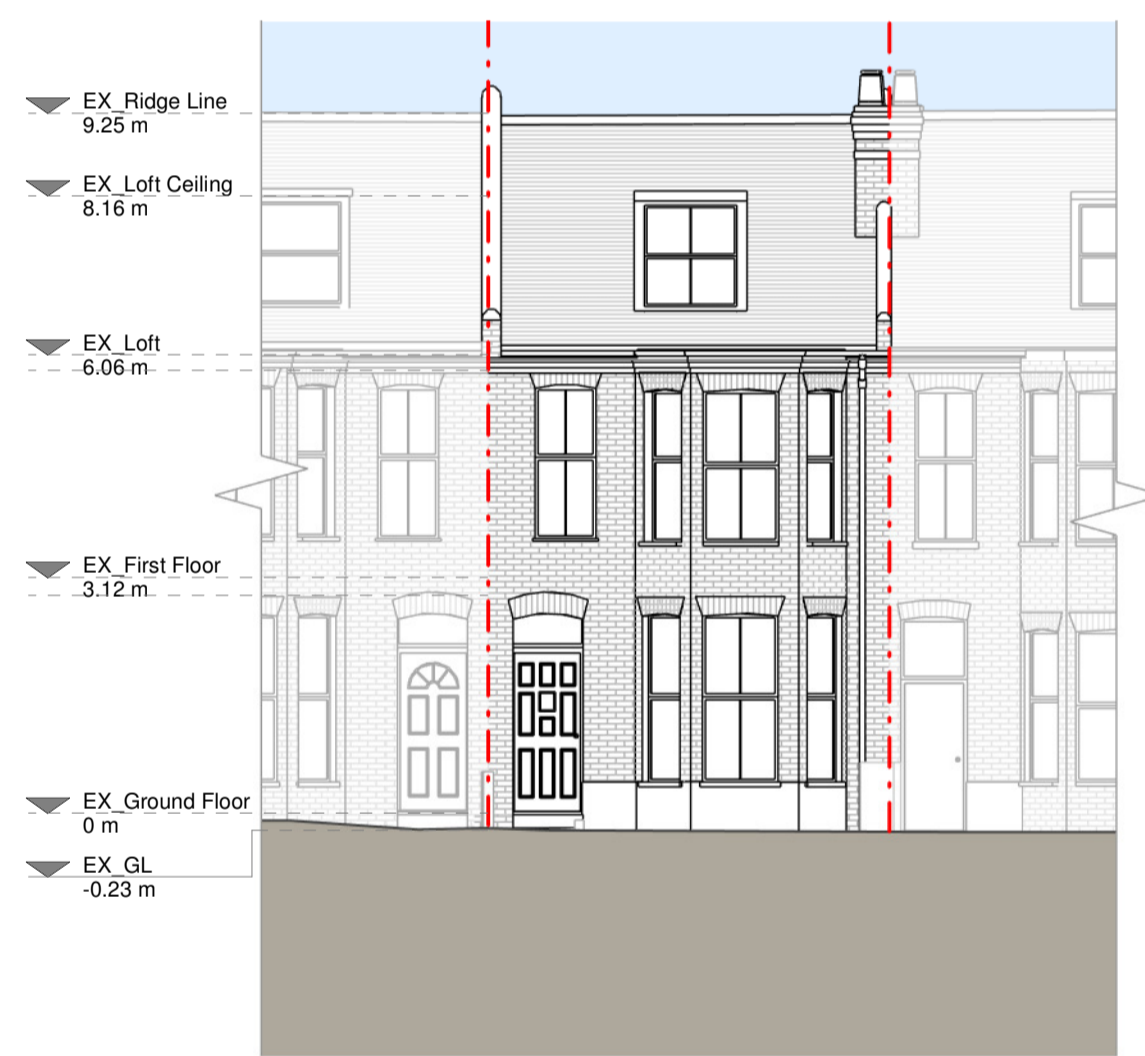 EX_Ridge Line
9.25 m
EX_Loft Ceiling
8.16 m
EX_Loft
6.06 m
EX_First Floor
3.12 m
EX_Ground Floor
0 m
EX_GL
-0.23 m